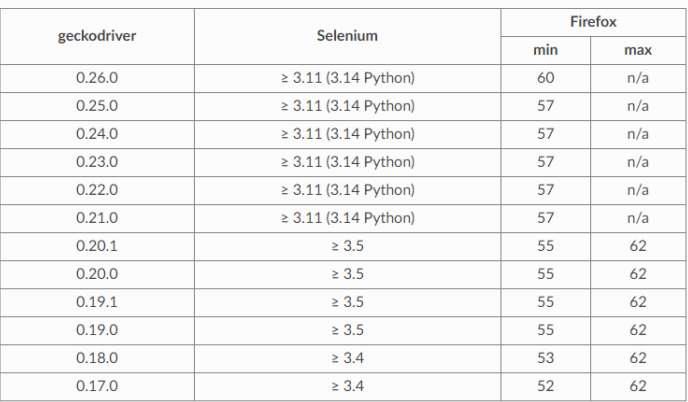 geckodriver Selenium Firefox
min max
0.26.0 ≥ 3.11 (3.14 Python) 60 n/a
0.25.0 ≥ 3.11 (3.14 Python) 57 n/a
0.24.0 ≥ 3.11 (3.14 Python) 57 n/a
0.23.0 ≥ 3.11 (3.14 Python) 57 n/a
0.22.0 ≥ 3.11 (3.14 Python) 57 n/a
0.21.0 ≥ 3.11 (3.14 Python) 57 n/a
0.20.1 ≥ 3.5 55 62
0.20.0 ≥ 3.5 55 62
0.19.1 ≥ 3.5 55 62
0.19.0 ≥ 3.5 55 62
0.18.0 ≥ 3.4 53 62
0.17.0 ≥ 3.4 52 62